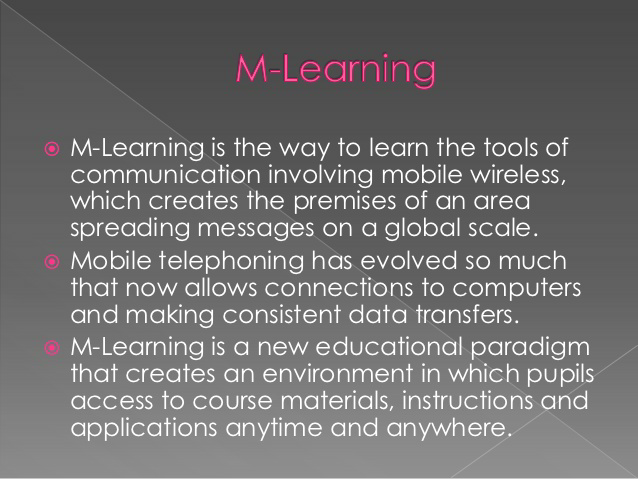 M-Learning
M-Learning is the way to learn the tools of
communication involving mobile wireless,
which creates the premises of an area
spreading messages on a global scale.
Mobile telephoning has evolved so much
that now allows connections to computers
and making consistent data transfers.
M-Learning is a new educational paradigm
that creates an environment in which pupils
access to course materials, instructions and
applications anytime and anywhere.